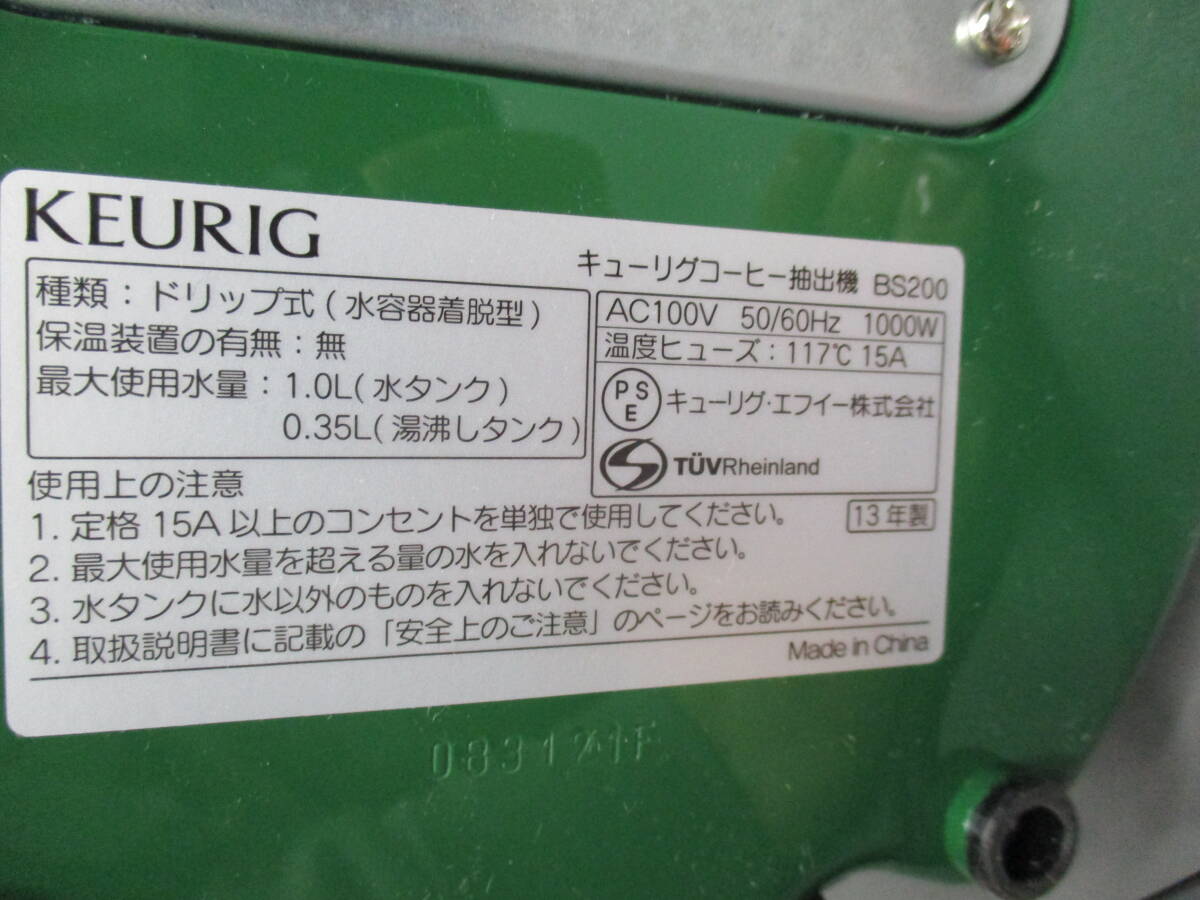 KEURIG
キューリグコーヒー抽出機 BS200
種類：ドリップ式(水容器着脱型)
保温装置の有無：無
最大使用水量：1.0L(水タンク)
0.35L(湯沸しタンク)
AC100V 50/60Hz 1000W
温度ヒューズ：117℃ 15A
PSE キューリグ・エフイー株式会社
TÜVRheinland
13年製
使用上の注意
1. 定格 15A 以上のコンセントを単独で使用してください。
2. 最大使用水量を超える量の水を入れないでください。
3. 水タンクに水以外のものを入れないでください。
4. 取扱説明書に記載の「安全上のご注意」のページをお読みください。
Made in China